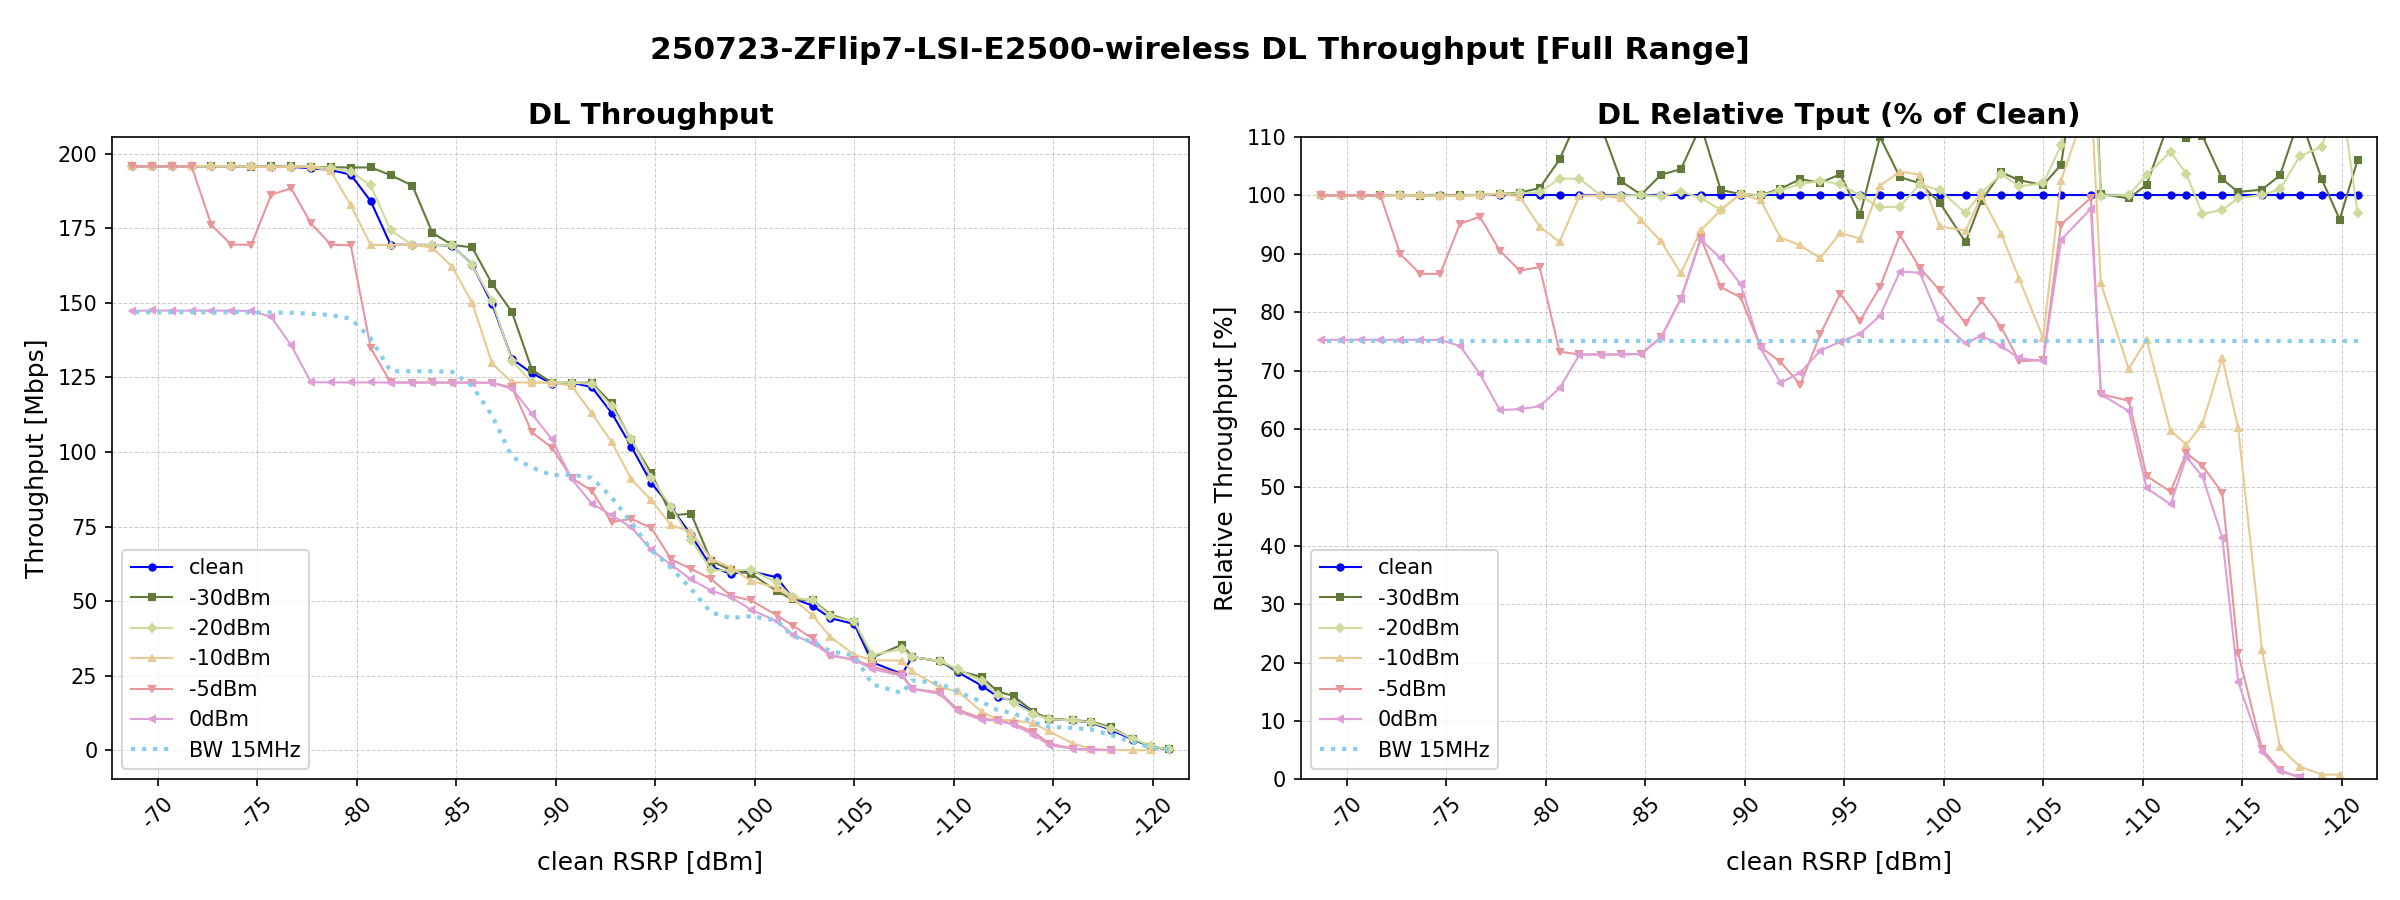 250723-ZFlip7-LSI-E2500-wireless DL Throughput [Full Range]
DL Throughput
Throughput [Mbps]
200
175
150
125
100
75
50
25
0
-70
-75
-80
-85
-90
-95
-100
-105
-110
-115
-120
clean RSRP [dBm]
clean
-30dBm
-20dBm
-10dBm
-5dBm
0dBm
BW 15MHz
DL Relative Tput (% of Clean)
Relative Throughput [%]
110
100
90
80
70
60
50
40
30
20
10
0
-70
-75
-80
-85
-90
-95
-100
-105
-110
-115
-120
clean RSRP [dBm]
clean
-30dBm
-20dBm
-10dBm
-5dBm
0dBm
BW 15MHz